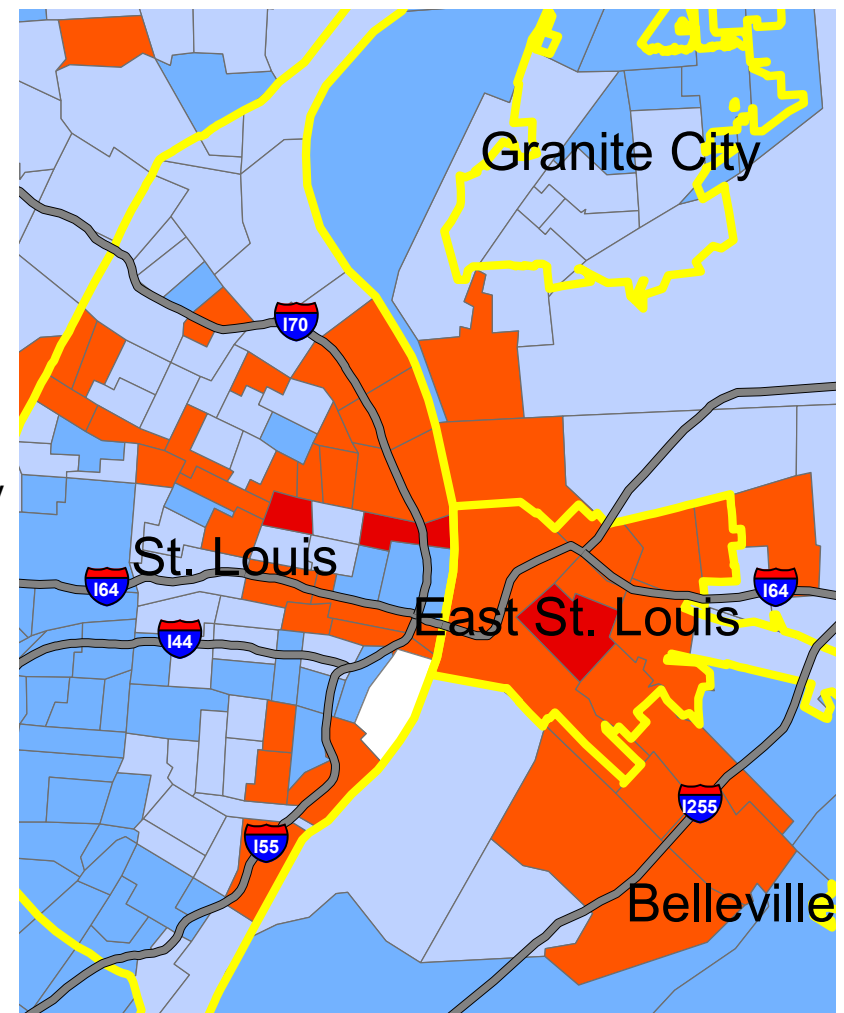 Granite City
I70
y
St. Louis
I64
I64
East St. Louis
I44
I255
I55
Belleville